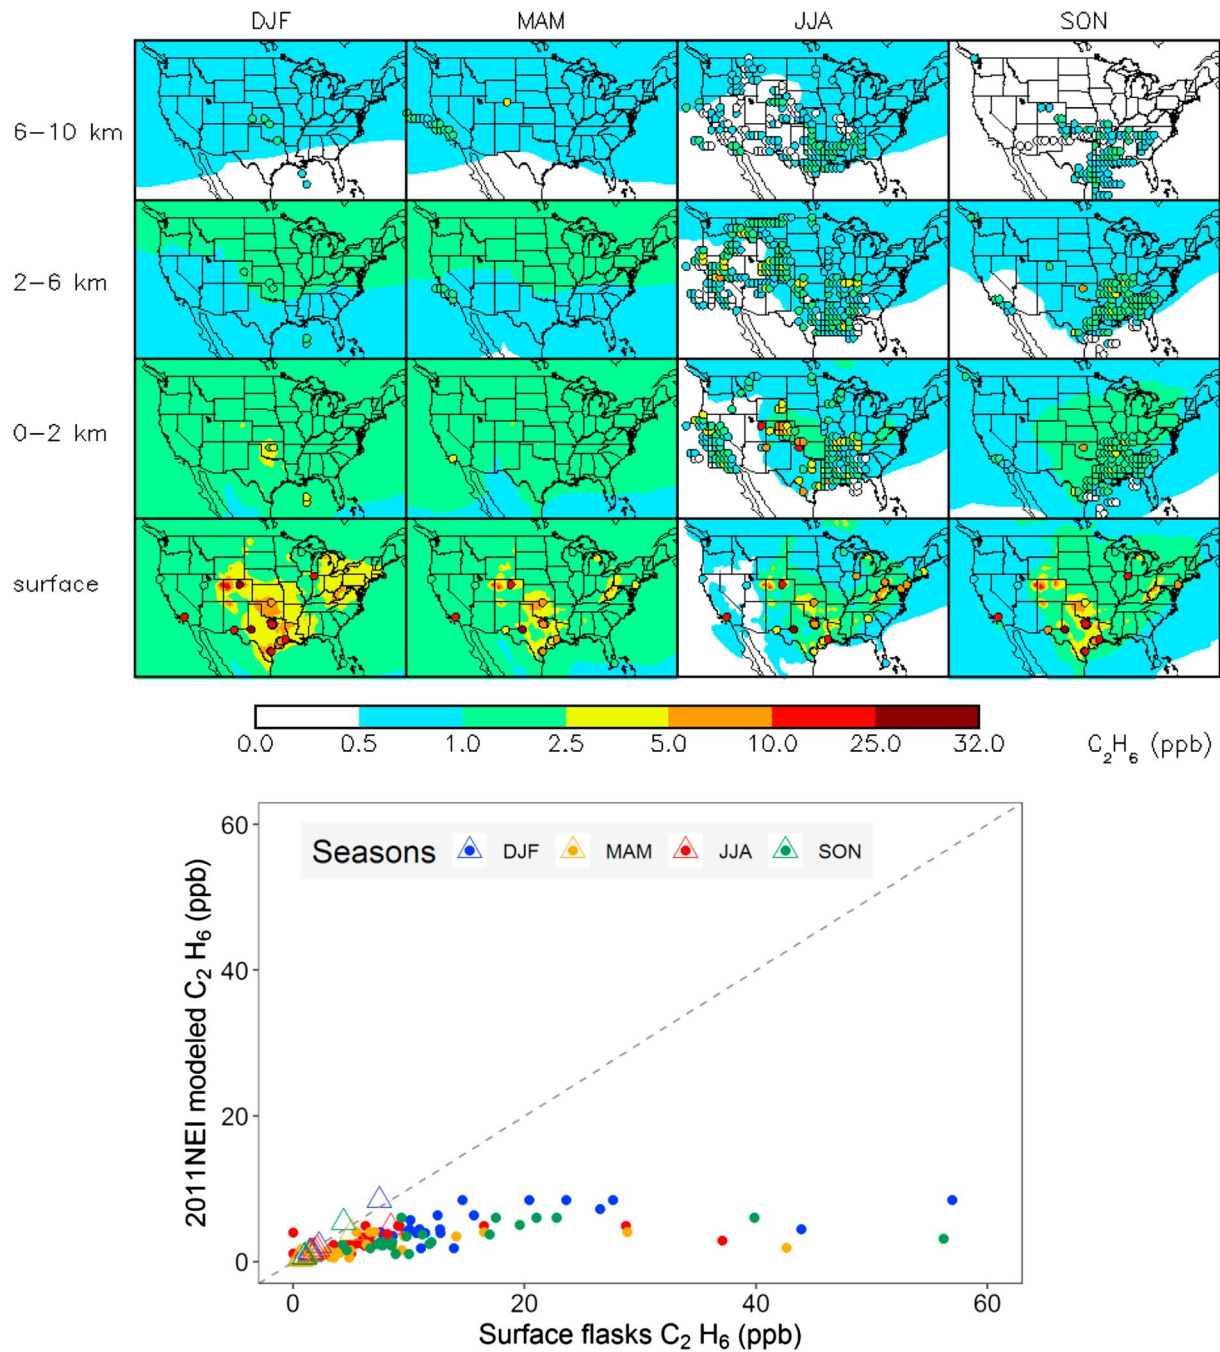 DJF MAM JJA SON
6–10 km
2–6 km
0–2 km
surface
0.0 0.5 1.0 2.5 5.0 10.0 25.0 32.0 C₂H₆ (ppb)
60
Seasons DJF MAM JJA SON
40
20
0
2011NEI modeled C₂ H₆ (ppb)
0 20 40 60
Surface flasks C₂ H₆ (ppb)